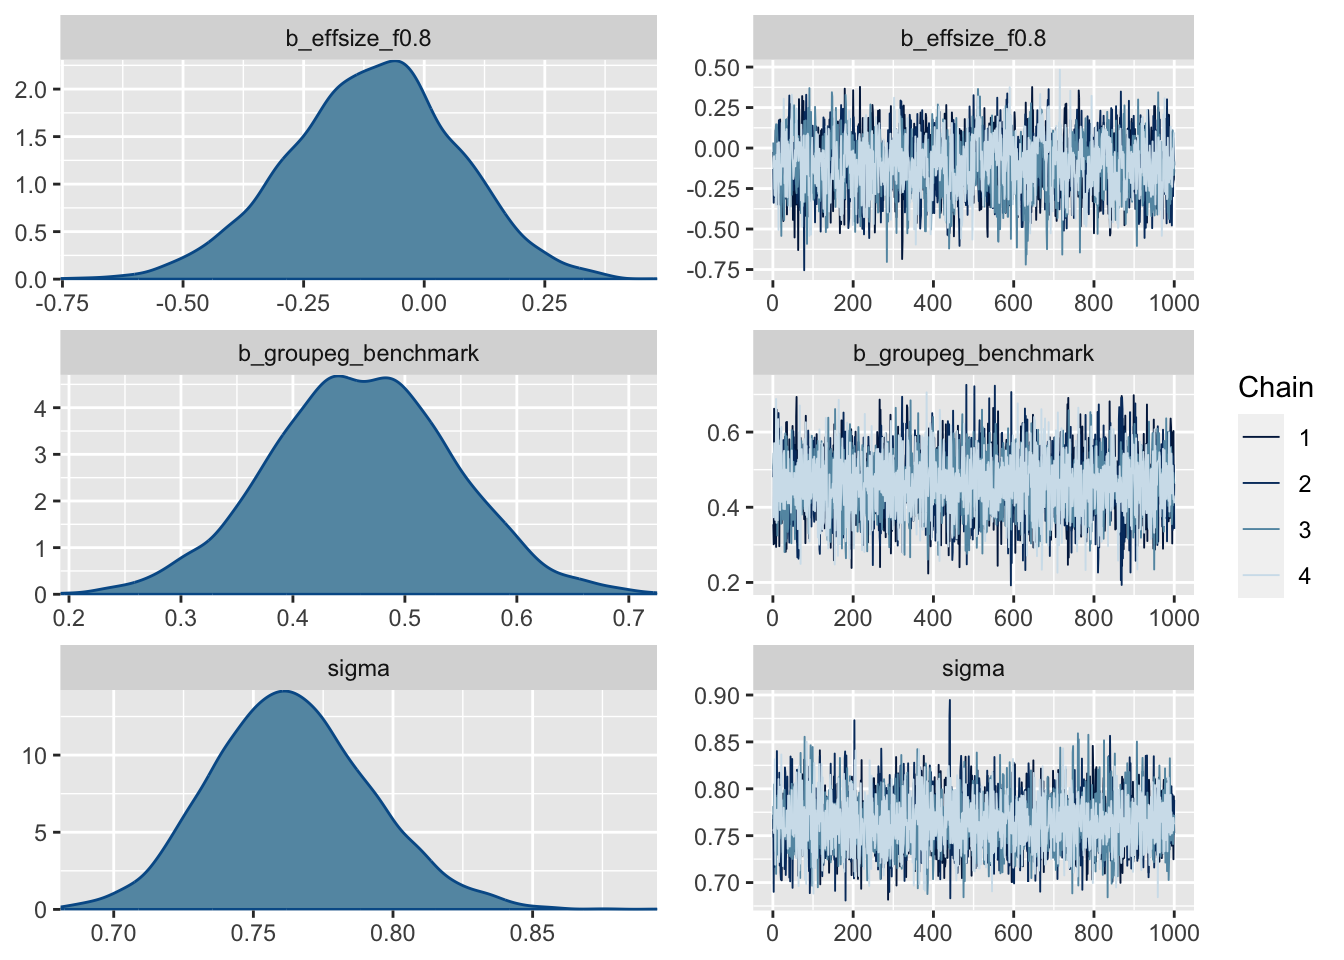 b_effsize_f0.8
2.0
1.5
1.0
0.5
0.0
-0.75 -0.50 -0.25 0.00 0.25
b_effsize_f0.8
0.50
0.25
0.00
-0.25
-0.50
-0.75
0 200 400 600 800 1000
b_groupeg_benchmark
4
3
2
1
0
0.2 0.3 0.4 0.5 0.6 0.7
b_groupeg_benchmark
0.6
0.4
0.2
0 200 400 600 800 1000
sigma
10
5
0
0.70 0.75 0.80 0.85
sigma
0.90
0.85
0.80
0.75
0.70
0 200 400 600 800 1000
Chain
1
2
3
4